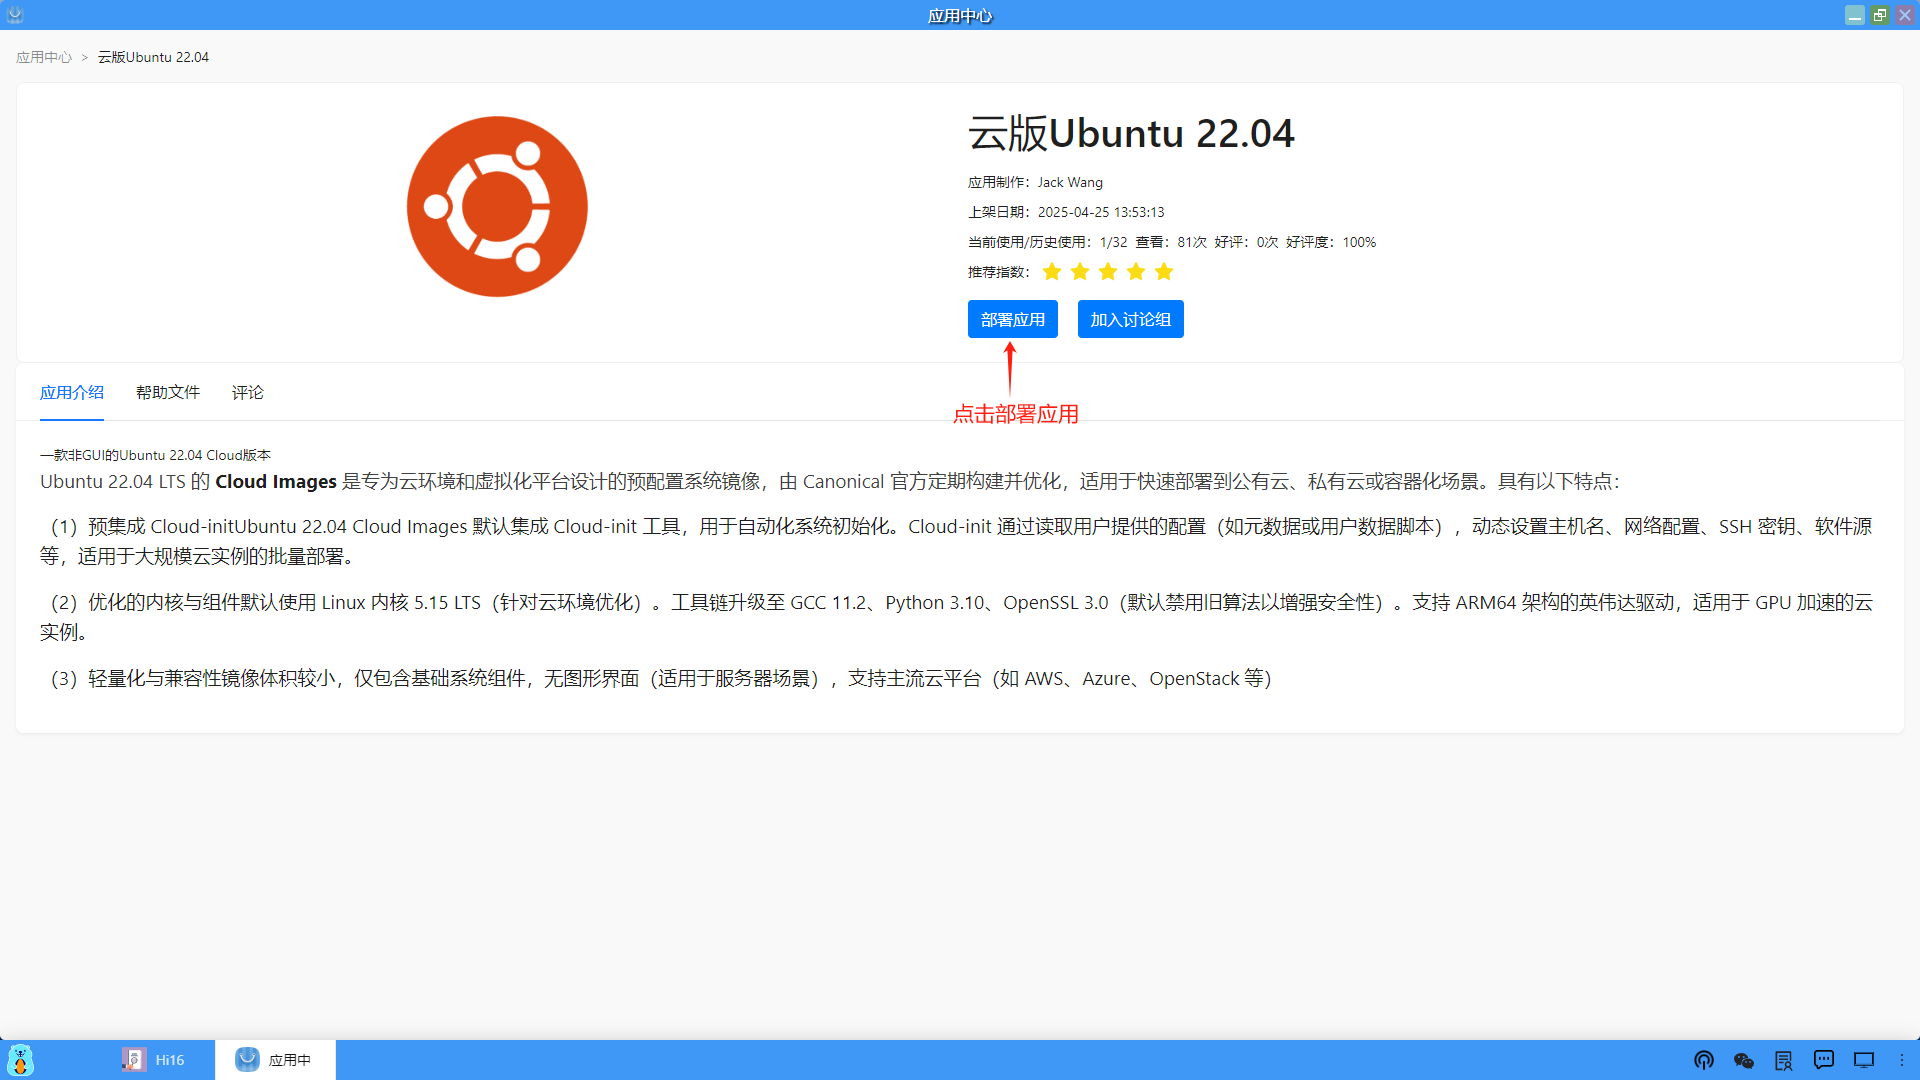 应用中心
应用中心 > 云版Ubuntu 22.04
云版Ubuntu 22.04
应用制作：Jack Wang
上架日期：2025-04-25 13:53:13
当前使用/历史使用：1/32 查看：81次 好评：0次 好评度：100%
推荐指数：
部署应用 加入讨论组
点击部署应用
应用介绍 帮助文件 评论
一款非GUI的Ubuntu 22.04 Cloud版本
Ubuntu 22.04 LTS 的 Cloud Images 是专为云环境和虚拟化平台设计的预配置系统镜像，由 Canonical 官方定期构建并优化，适用于快速部署到公有云、私有云或容器化场景。具有以下特点：
（1）预集成 Cloud-initUbuntu 22.04 Cloud Images 默认集成 Cloud-init 工具，用于自动化系统初始化。Cloud-init 通过读取用户提供的配置（如元数据或用户数据脚本），动态设置主机名、网络配置、SSH 密钥、软件源
等，适用于大规模云实例的批量部署。
（2）优化的内核与组件默认使用 Linux 内核 5.15 LTS（针对云环境优化）。工具链升级至 GCC 11.2、Python 3.10、OpenSSL 3.0（默认禁用旧算法以增强安全性）。支持 ARM64 架构的英伟达驱动，适用于 GPU 加速的云
实例。
（3）轻量化与兼容性镜像体积较小，仅包含基础系统组件，无图形界面（适用于服务器场景），支持主流云平台（如 AWS、Azure、OpenStack 等）
Hi16 应用中